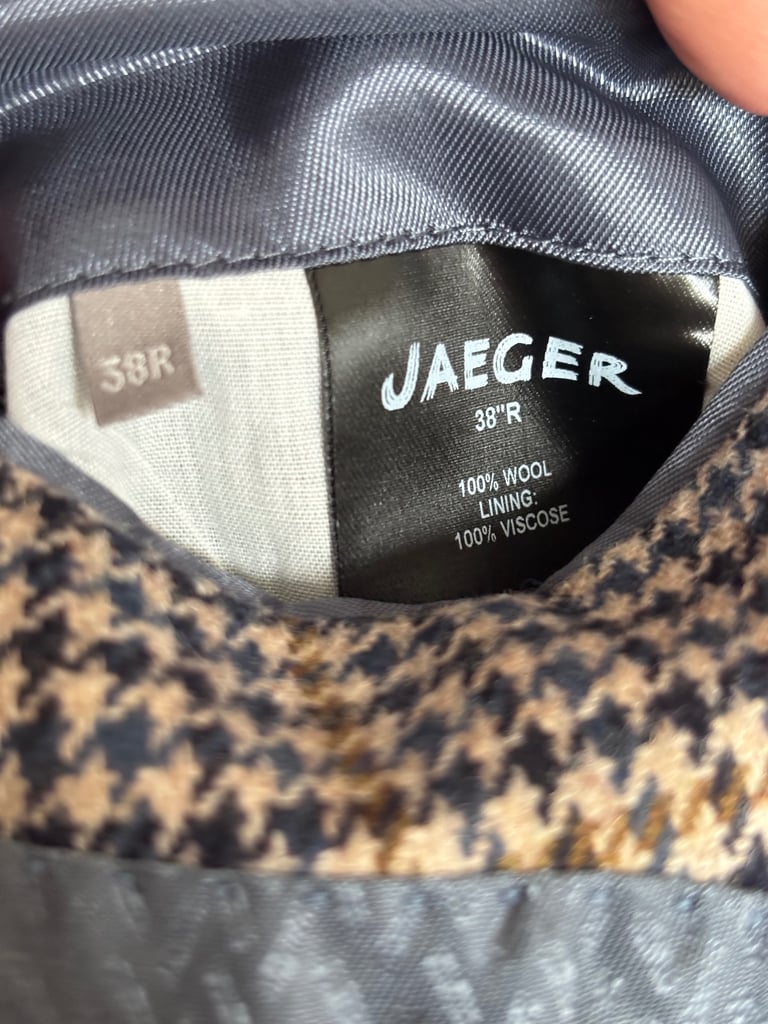 38R
JAEGER
38"R
100% WOOL
LINING:
100% VISCOSE